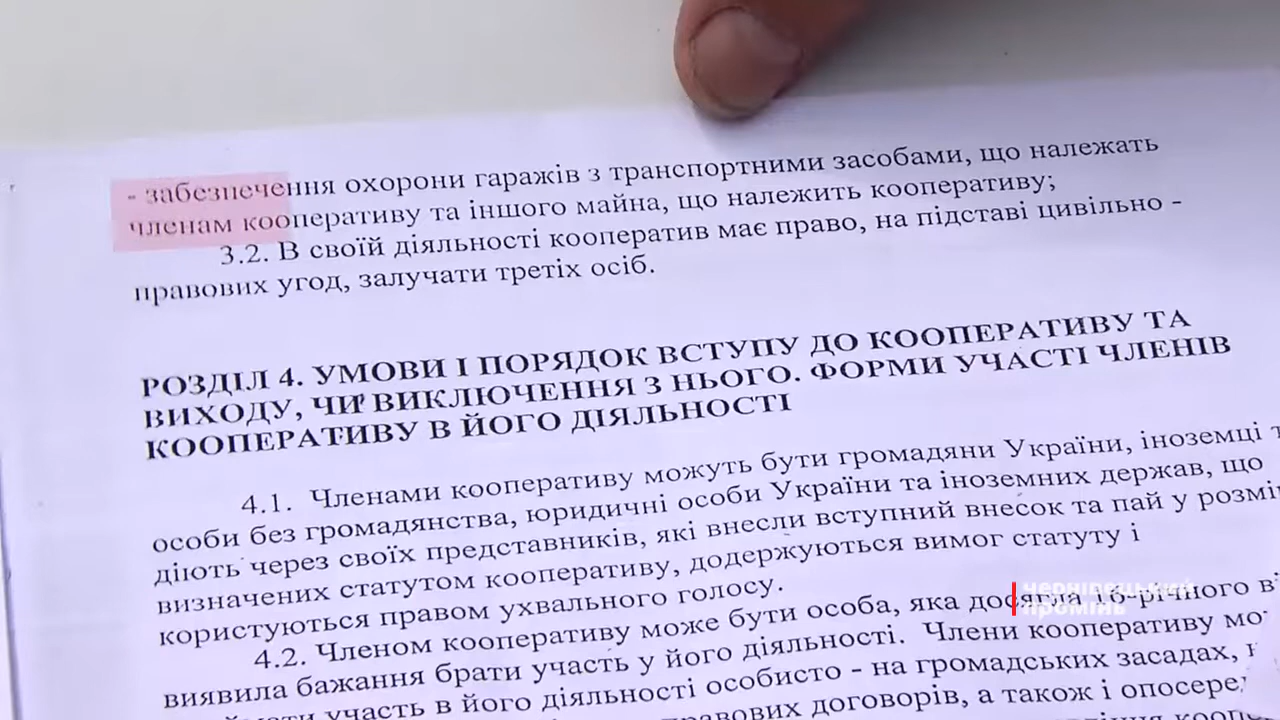 - забезпечення охорони гаражів з транспортними засобами, що належать
членам кооперативу та іншого майна, що належить кооперативу;
3.2. В своїй діяльності кооператив має право, на підставі цивільно -
правових угод, залучати третіх осіб.
РОЗДІЛ 4. УМОВИ І ПОРЯДОК ВСТУПУ ДО КООПЕРАТИВУ ТА
ВИХОДУ, ЧИ ВИКЛЮЧЕННЯ З НЬОГО. ФОРМИ УЧАСТІ ЧЛЕНІВ
КООПЕРАТИВУ В ЙОГО ДІЯЛЬНОСТІ
4.1. Членами кооперативу можуть бути громадяни України, іноземці
особи без громадянства, юридичні особи України та іноземних держав, що
діють через своїх представників, які внесли вступний внесок та пай у
визначених статутом кооперативу, додержуються вимог статуту і
користуються правом ухвального голосу.
4.2. Членом кооперативу може бути особа, яка досягла 16-річного
виявила бажання брати участь у його діяльності. Члени кооперативу
участь в його діяльності особисто - на громадських засадах,
договорів, а також і
ЧЕРНІВЕЦЬКИЙ
ПРОМІНЬ